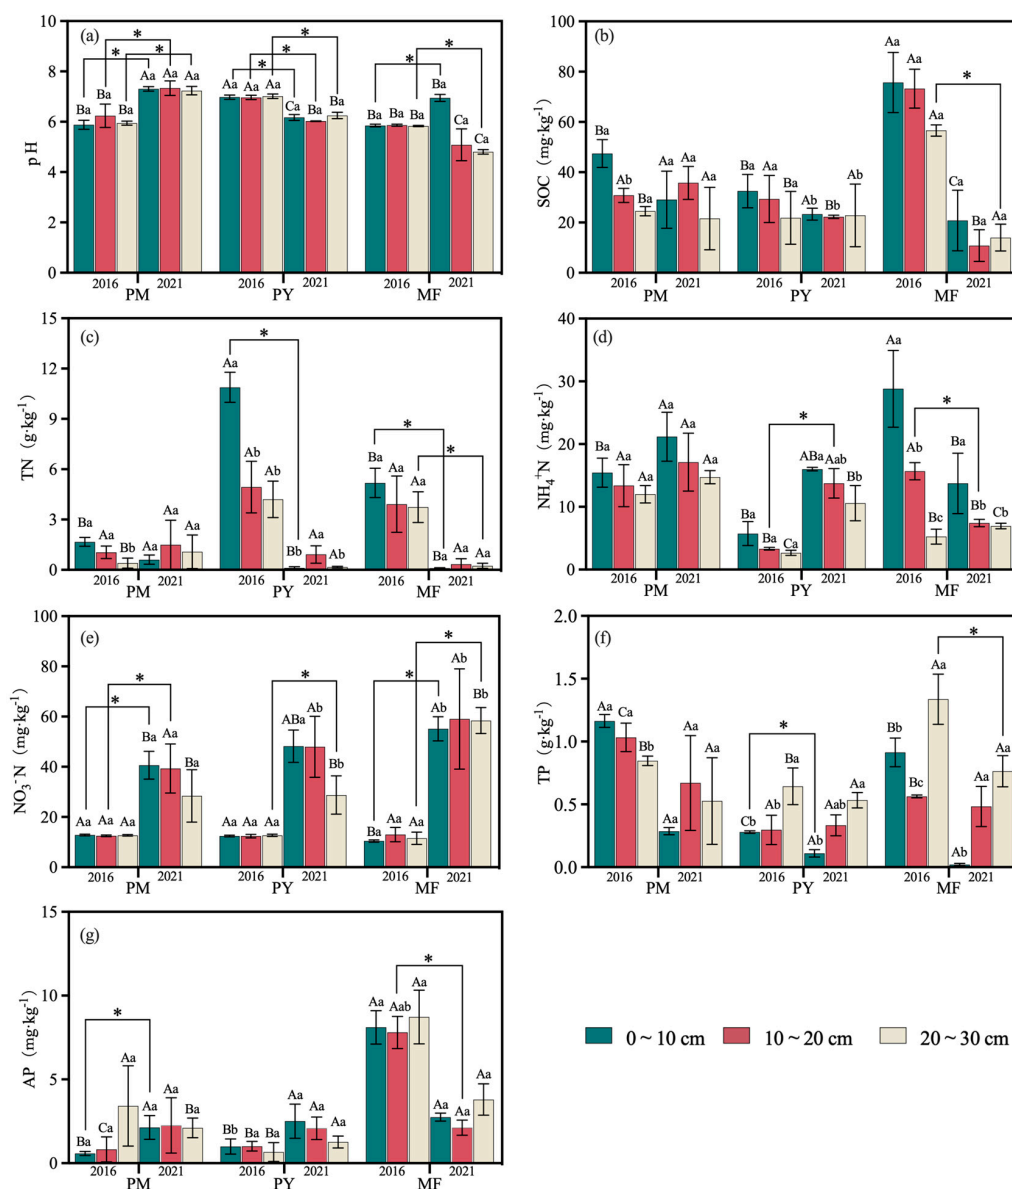 (a)
pH
10
8
6
4
2
0
Ba Ba Ba Aa Aa Aa
Aa Aa Aa Ca Ba Ba
Ba Ba Ba Ba Ca Ca
* * * * * * * *
2016 2021
PM PY MF
(b)
SOC (mg·kg-1)
100
80
60
40
20
0
Ba Ab Ba Aa Aa Aa
Aa Aa Ba Ab Bb Ab
Aa Aa Aa Ca Ba Aa
*
2016 2021 2016 2021 2016 2021
PM PY MF
(c)
TN (g·kg-1)
15
12
9
6
3
0
Ba Aa Bb Aa Aa Aa
Aa Ab Ab Bb Aa Ab
Aa Aa Aa Ba Aa Aa
* * *
2016 2021 2016 2021 2016 2021
PM PY MF
(d)
NH4+N (mg·kg-1)
40
30
20
10
0
Ba Aa Aa Aa Aa Aa
Ba Ba Ca ABa Aab Bb
Aa Ab Bc Ba Bb Cb
* *
2016 2021 2016 2021 2016 2021
PM PY MF
(e)
NO3-N (mg·kg-1)
100
80
60
40
20
0
Aa Aa Aa Ab Aa Ba
Aa Aa Aa ABa Ab Bb
Ba Aa Aa Ab Ab Bb
* * * * *
2016 2021 2016 2021 2016 2021
PM PY MF
(f)
TP (g·kg-1)
2.0
1.5
1.0
0.5
0.0
Aa Ca Bb Aa Aa Aa
Cb Ab Ba Ab Aab Aa
Bb Bc Aa Ab Aa Aa
* *
2016 2021 2016 2021 2016 2021
PM PY MF
(g)
AP (mg·kg-1)
15
10
5
0
Ba Ca Aa Aa Aa Ba
Bb Ba Ba Aa Aa Aa
Aa Aab Aa Aa Aa Aa
* *
2016 2021 2016 2021 2016 2021
PM PY MF
0 ~ 10 cm 10 ~ 20 cm 20 ~ 30 cm